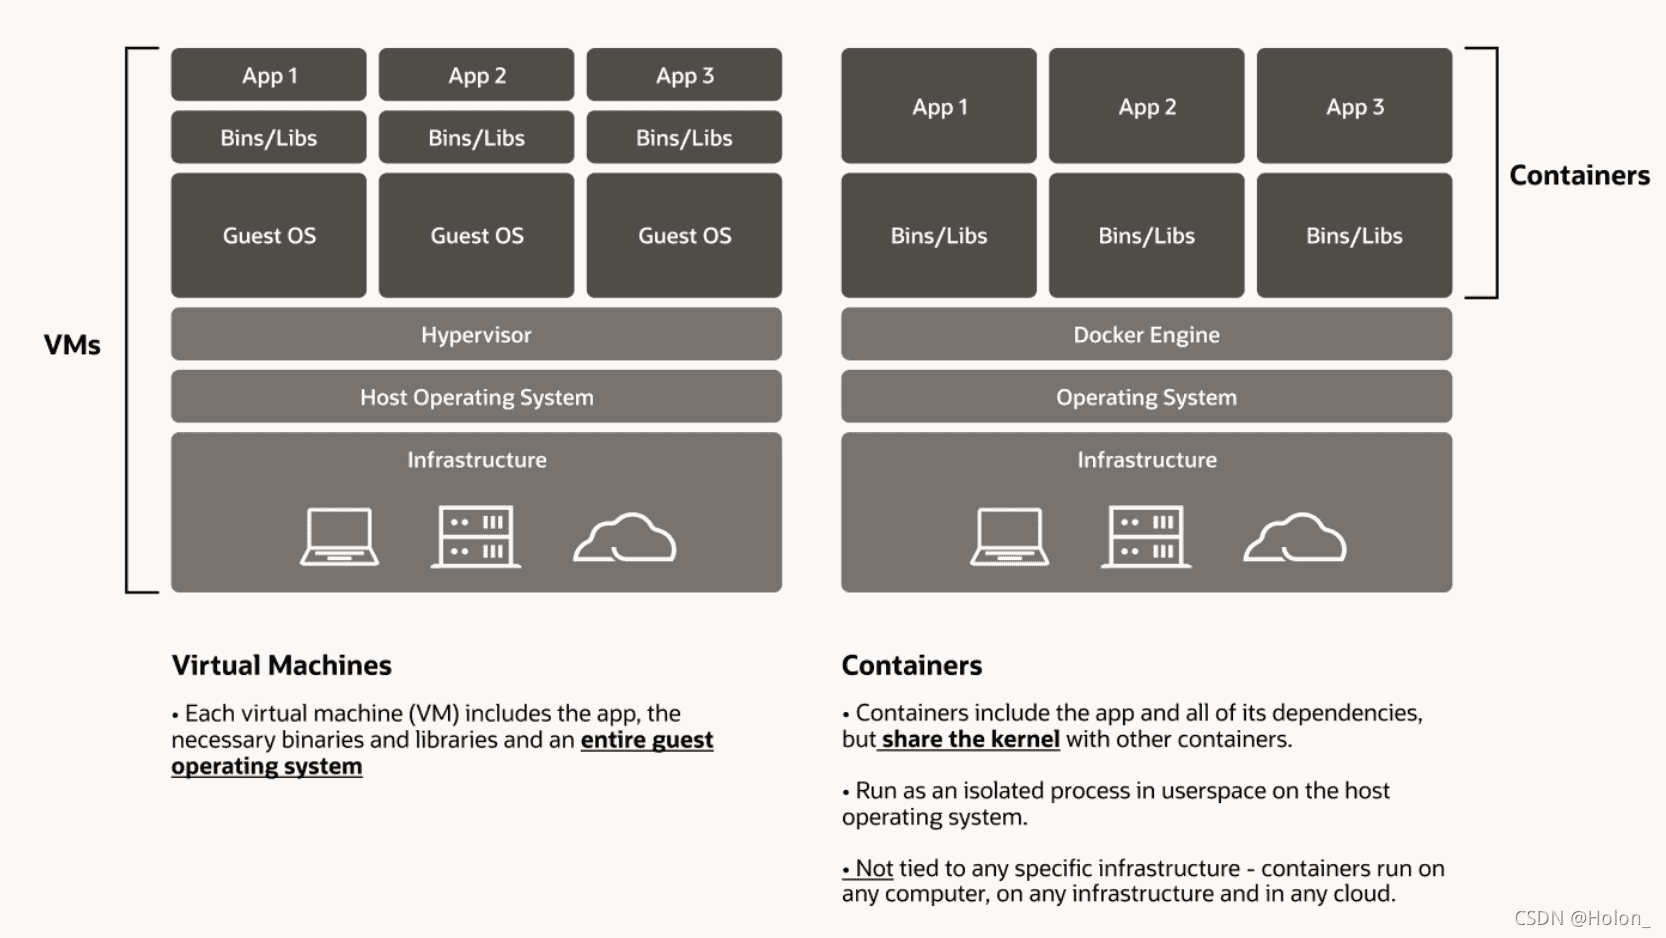 App 1
App 2
App 3
Bins/Libs
Bins/Libs
Bins/Libs
Guest OS
Guest OS
Guest OS
Hypervisor
Host Operating System
Infrastructure
VMs
App 1
App 2
App 3
Bins/Libs
Bins/Libs
Bins/Libs
Docker Engine
Operating System
Infrastructure
Containers
Virtual Machines
• Each virtual machine (VM) includes the app, the
necessary binaries and libraries and an entire guest
operating system
Containers
• Containers include the app and all of its dependencies,
but share the kernel with other containers.
• Run as an isolated process in userspace on the host
operating system.
• Not tied to any specific infrastructure - containers run on
any computer, on any infrastructure and in any cloud.
CSDN @Holon_